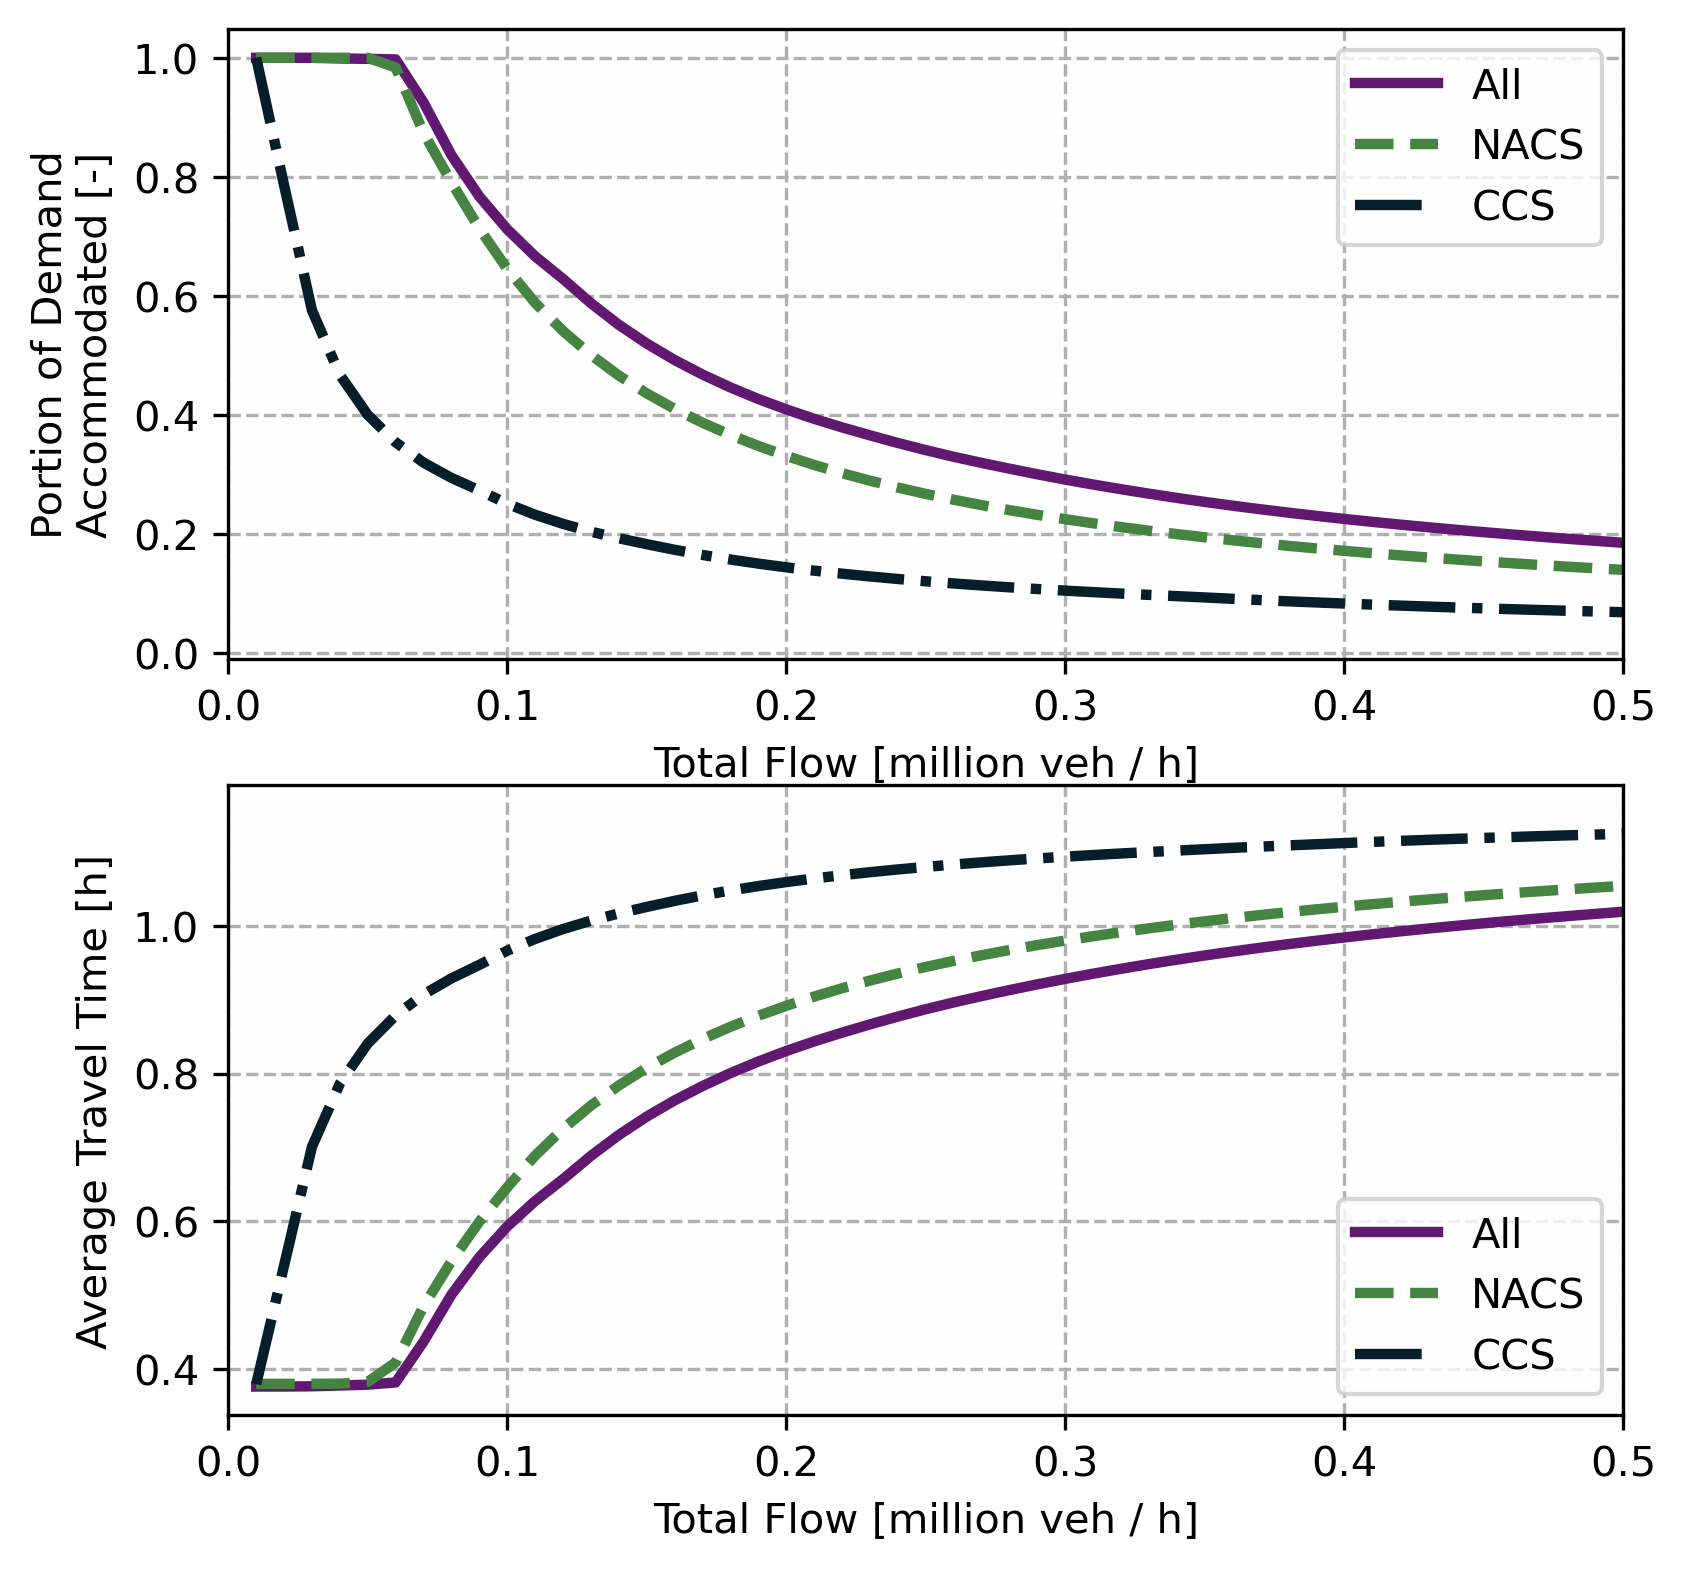 Portion of Demand
Accommodated [-]
1.0
0.8
0.6
0.4
0.2
0.0
All
NACS
CCS
0.0 0.1 0.2 0.3 0.4 0.5
Total Flow [million veh / h]
Average Travel Time [h]
1.0
0.8
0.6
0.4
All
NACS
CCS
0.0 0.1 0.2 0.3 0.4 0.5
Total Flow [million veh / h]